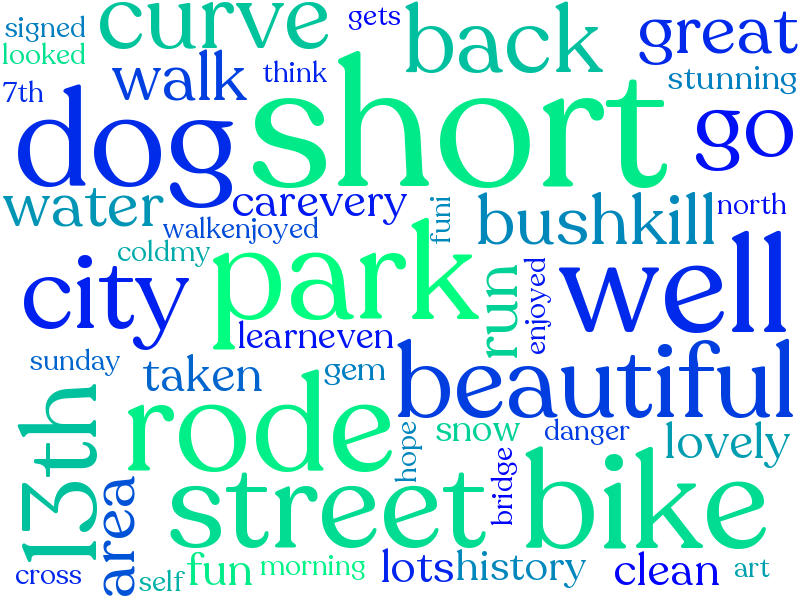 signed
curve
gets
back
great
looked
walk
think
stunning
7th
dog
short
go
water
carevery
funi
bushkill
north
walkenjoyed
coldmy
city
park
run
enjoyed
well
learneven
sunday
taken
gem
beautiful
13th
rode
hope
snow
danger
lovely
area
street
bridge
bike
cross
self
fun
morning
lots
history
clean
art